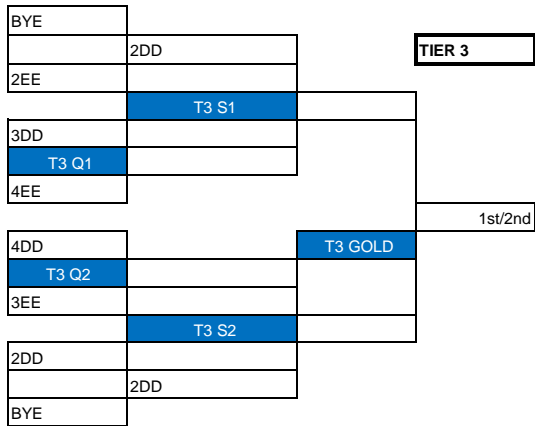 BYE
2DD
TIER 3
2EE
T3 S1
3DD
T3 Q1
4EE
1st/2nd
4DD
T3 GOLD
T3 Q2
3EE
T3 S2
2DD
2DD
BYE